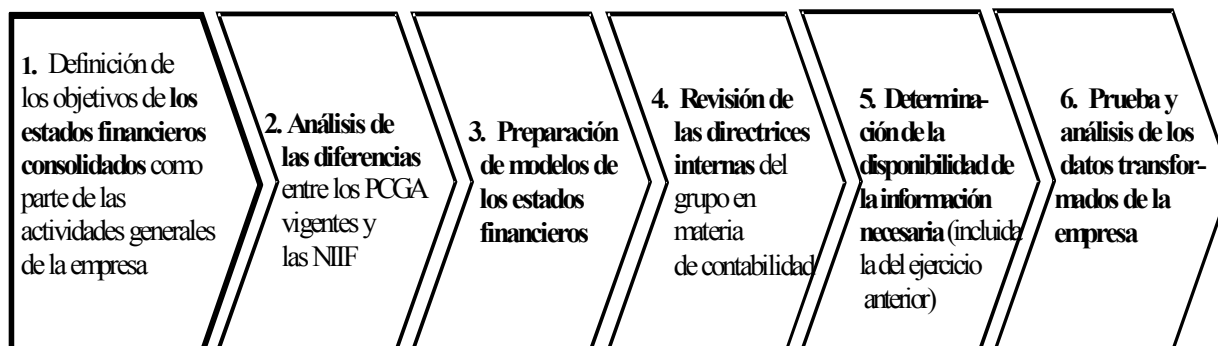 1. Definición de
los objetivos de los
estados financieros
consolidados como
parte de las
actividades generales
de la empresa
2. Análisis de
las diferencias
entre los PCGA
vigentes y
las NIIF
3. Preparación
de modelos de
los estados
financieros
4. Revisión de
las directrices
internas del
grupo en
materia
de contabilidad
5. Determina-
ción de la
disponibilidad de
la información
necesaria (incluida
la del ejercicio
anterior)
6. Prueba y
análisis de los
datos transfor-
mados de la
empresa